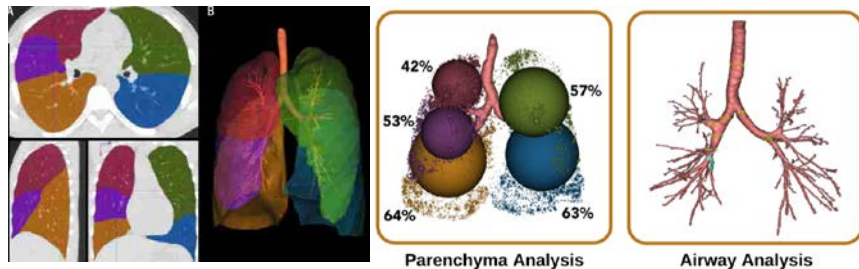 A
B
42%
57%
53%
64%
63%
Parenchyma Analysis
Airway Analysis